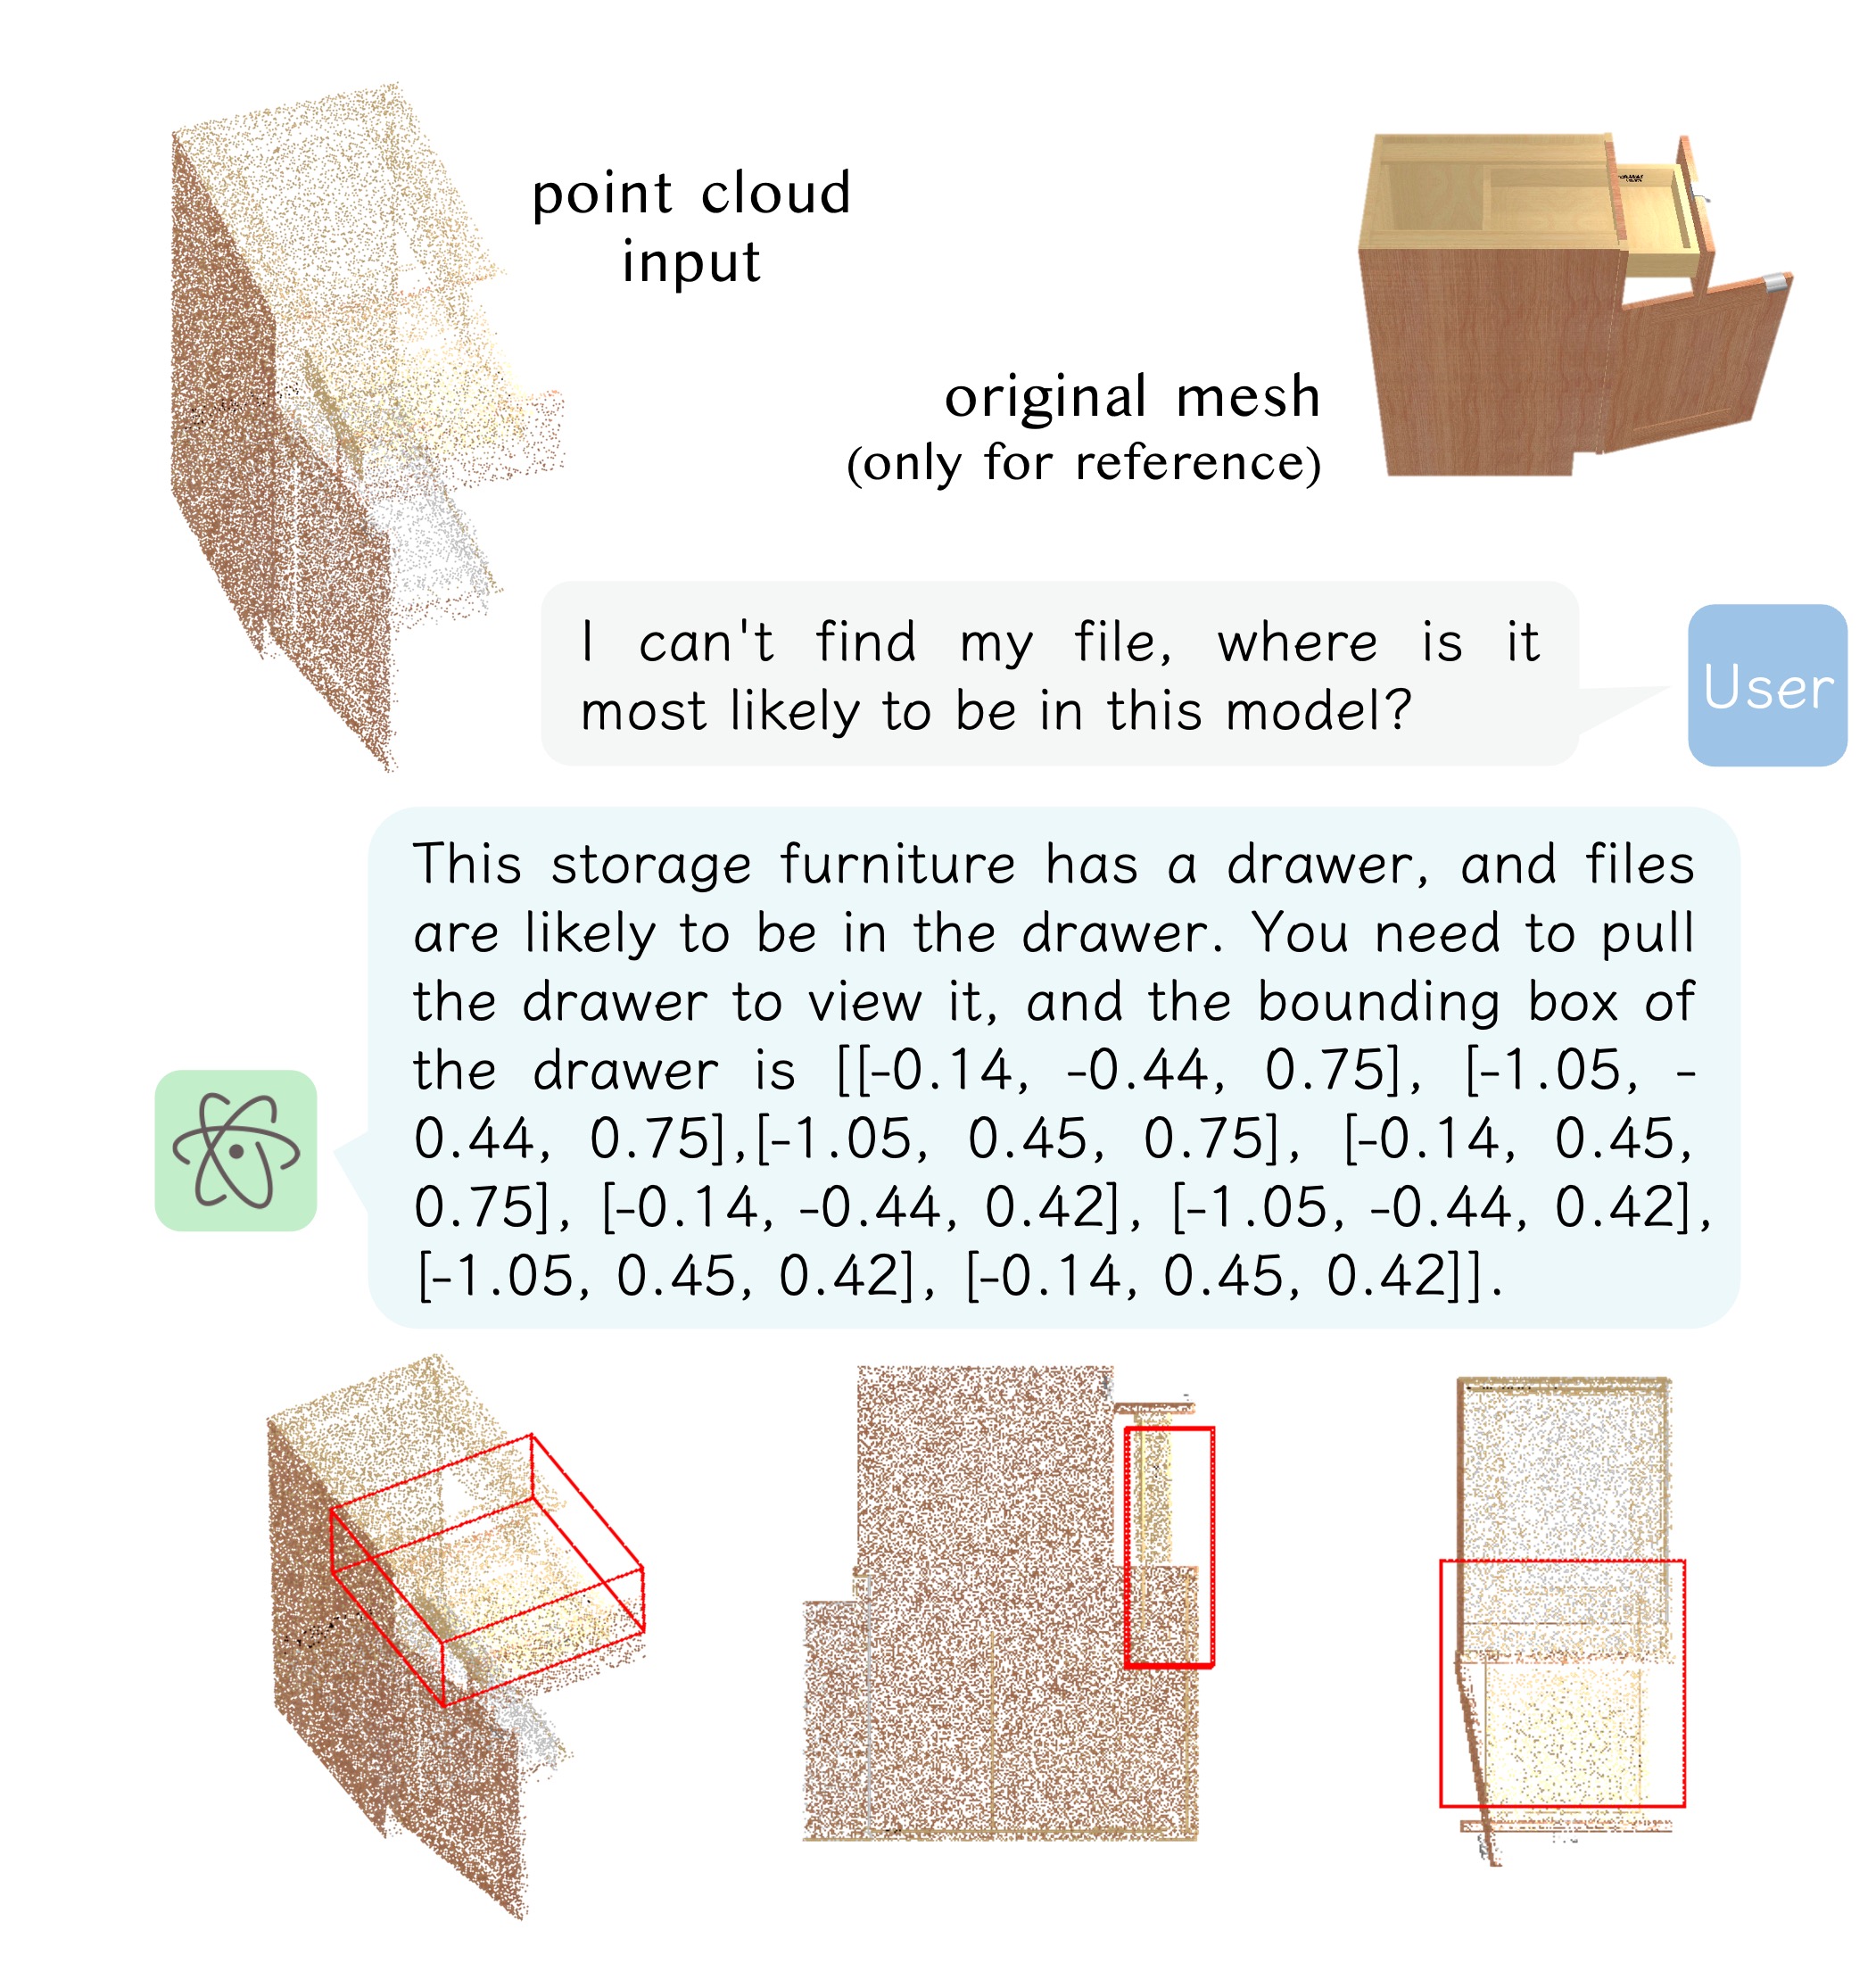 point cloud
input
original mesh
(only for reference)
I can't find my file, where is it
most likely to be in this model?
User
This storage furniture has a drawer, and files
are likely to be in the drawer. You need to pull
the drawer to view it, and the bounding box of
the drawer is [[-0.14, -0.44, 0.75], [-1.05, -
0.44, 0.75],[-1.05, 0.45, 0.75], [-0.14, 0.45,
0.75], [-0.14, -0.44, 0.42], [-1.05, -0.44, 0.42],
[-1.05, 0.45, 0.42], [-0.14, 0.45, 0.42]].